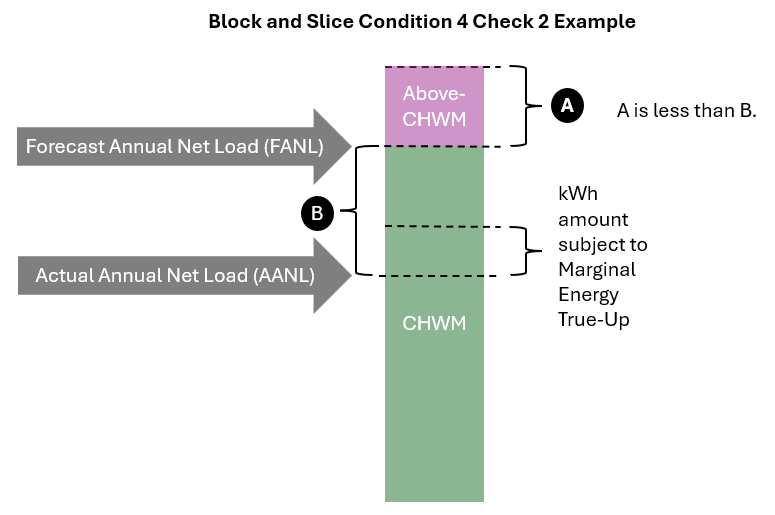 Block and Slice Condition 4 Check 2 Example
Above-
CHWM
A
A is less than B.
Forecast Annual Net Load (FANL)
B
kWh
amount
subject to
Marginal
Energy
True-Up
Actual Annual Net Load (AANL)
CHWM